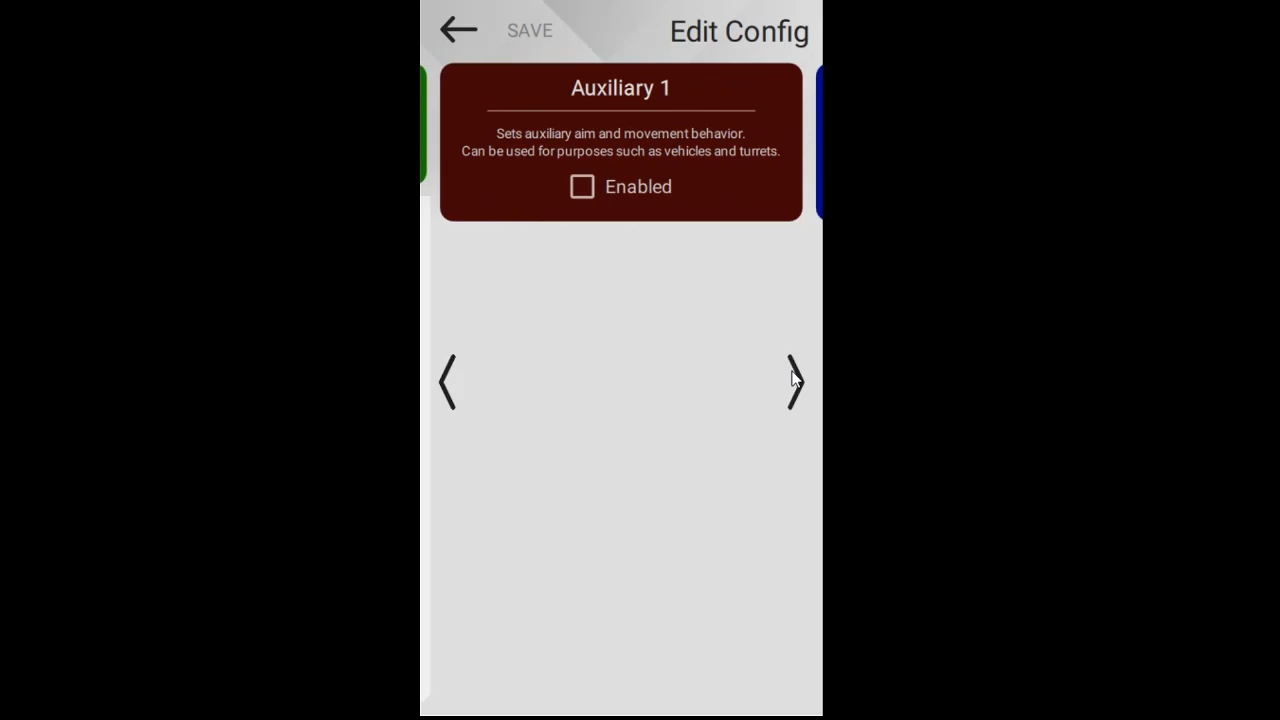 SAVE
Edit Config
Auxiliary 1
Sets auxiliary aim and movement behavior.
Can be used for purposes such as vehicles and turrets.
Enabled